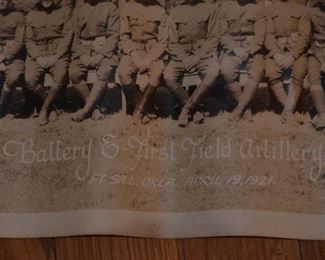 Battery E First Field Artillery
FT. SILL, OKLA. APRIL 19, 1921